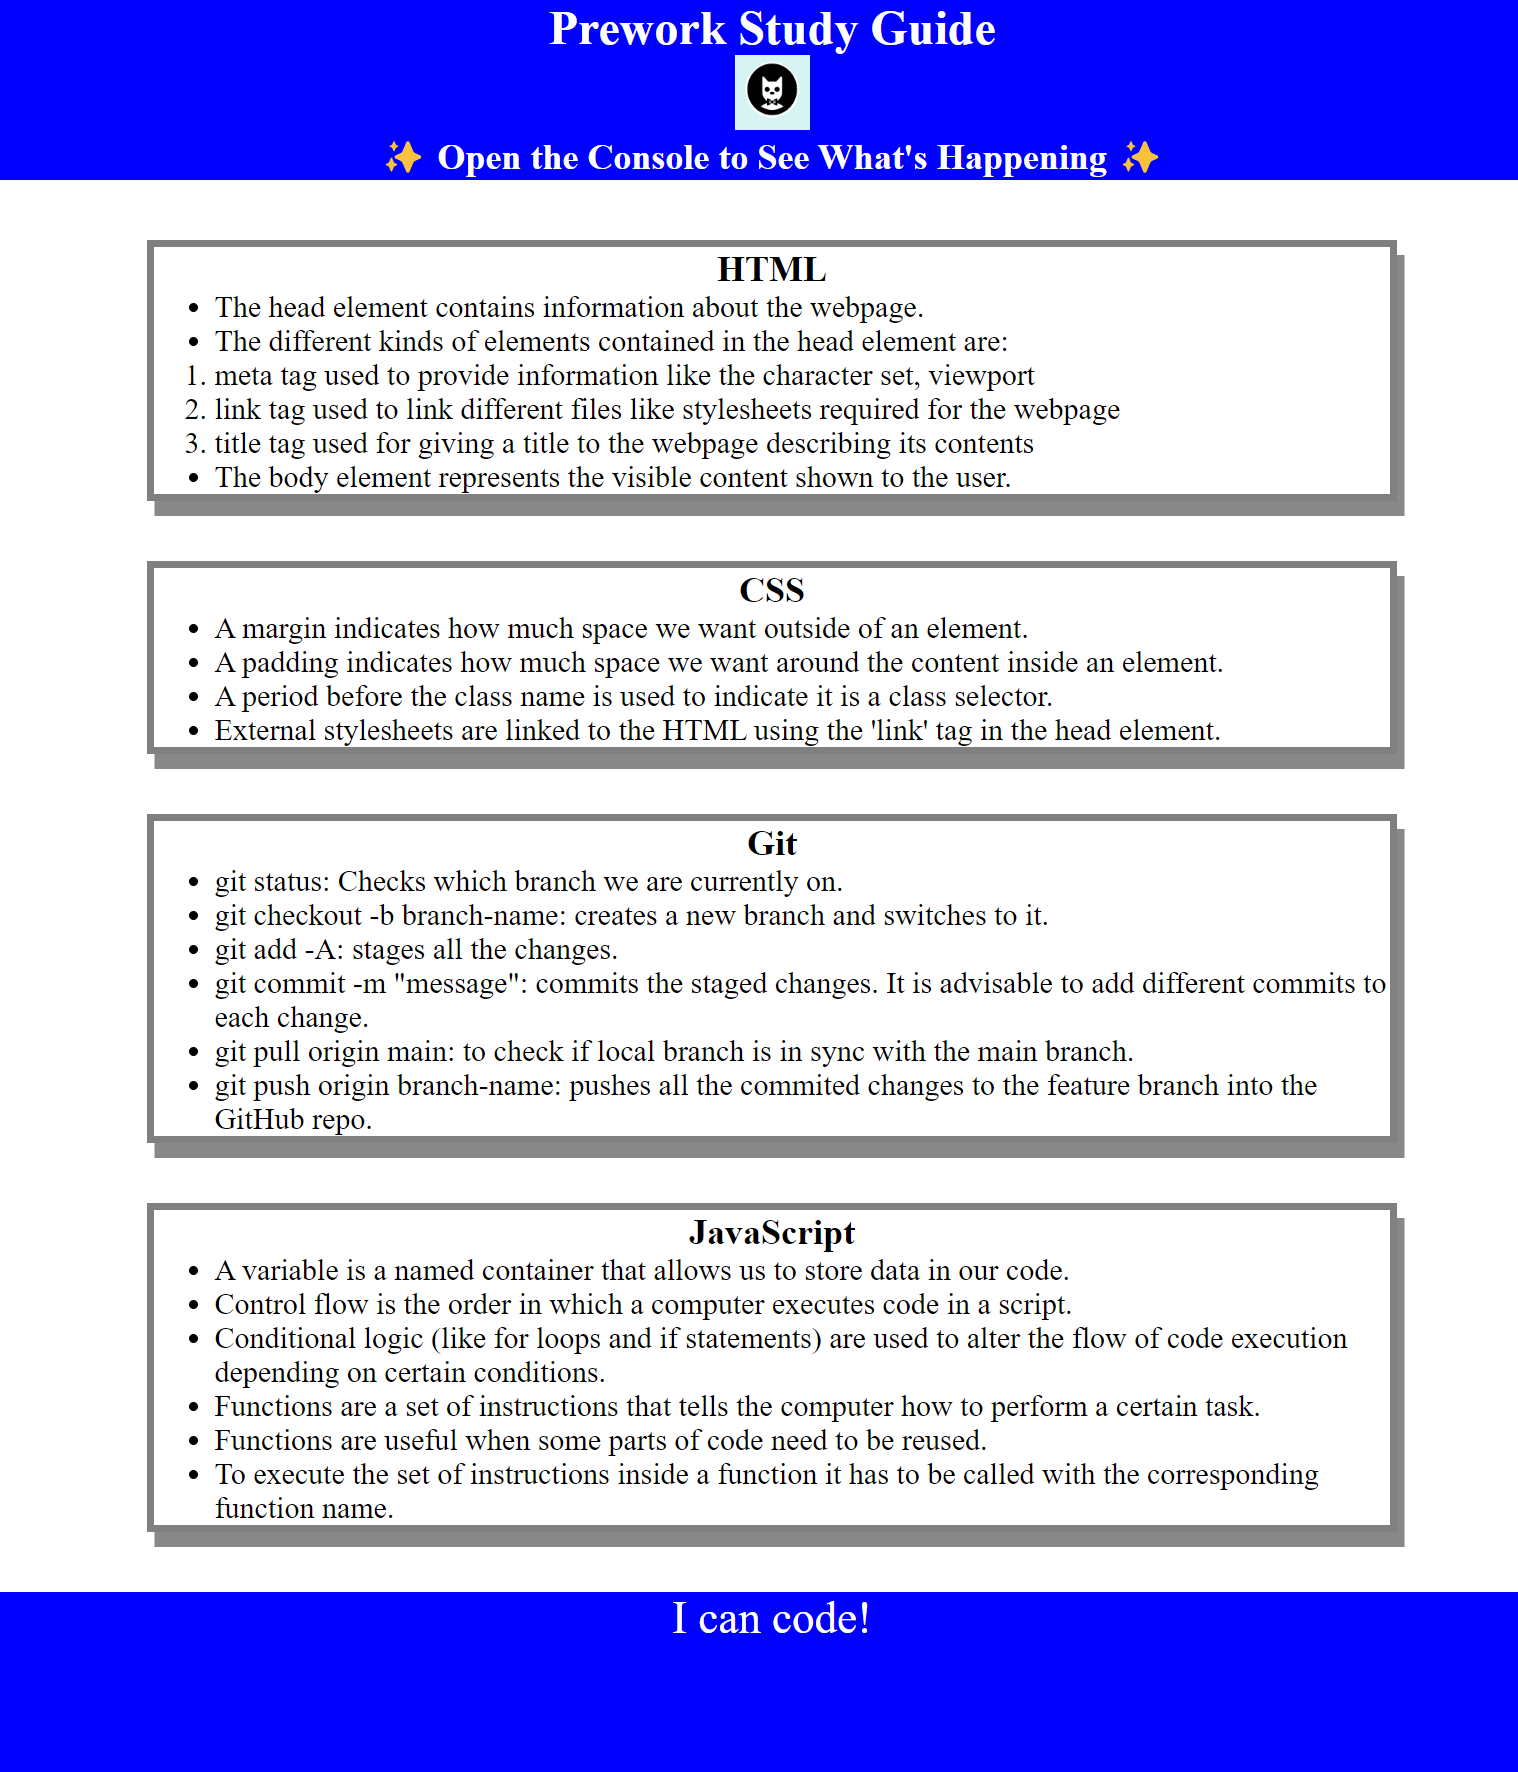 Prework Study Guide
✨ Open the Console to See What's Happening ✨
HTML
• The head element contains information about the webpage.
• The different kinds of elements contained in the head element are:
1. meta tag used to provide information like the character set, viewport
2. link tag used to link different files like stylesheets required for the webpage
3. title tag used for giving a title to the webpage describing its contents
• The body element represents the visible content shown to the user.
CSS
• A margin indicates how much space we want outside of an element.
• A padding indicates how much space we want around the content inside an element.
• A period before the class name is used to indicate it is a class selector.
• External stylesheets are linked to the HTML using the 'link' tag in the head element.
Git
• git status: Checks which branch we are currently on.
• git checkout -b branch-name: creates a new branch and switches to it.
• git add -A: stages all the changes.
• git commit -m "message": commits the staged changes. It is advisable to add different commits to
each change.
• git pull origin main: to check if local branch is in sync with the main branch.
• git push origin branch-name: pushes all the commited changes to the feature branch into the
GitHub repo.
JavaScript
• A variable is a named container that allows us to store data in our code.
• Control flow is the order in which a computer executes code in a script.
• Conditional logic (like for loops and if statements) are used to alter the flow of code execution
depending on certain conditions.
• Functions are a set of instructions that tells the computer how to perform a certain task.
• Functions are useful when some parts of code need to be reused.
• To execute the set of instructions inside a function it has to be called with the corresponding
function name.
I can code!